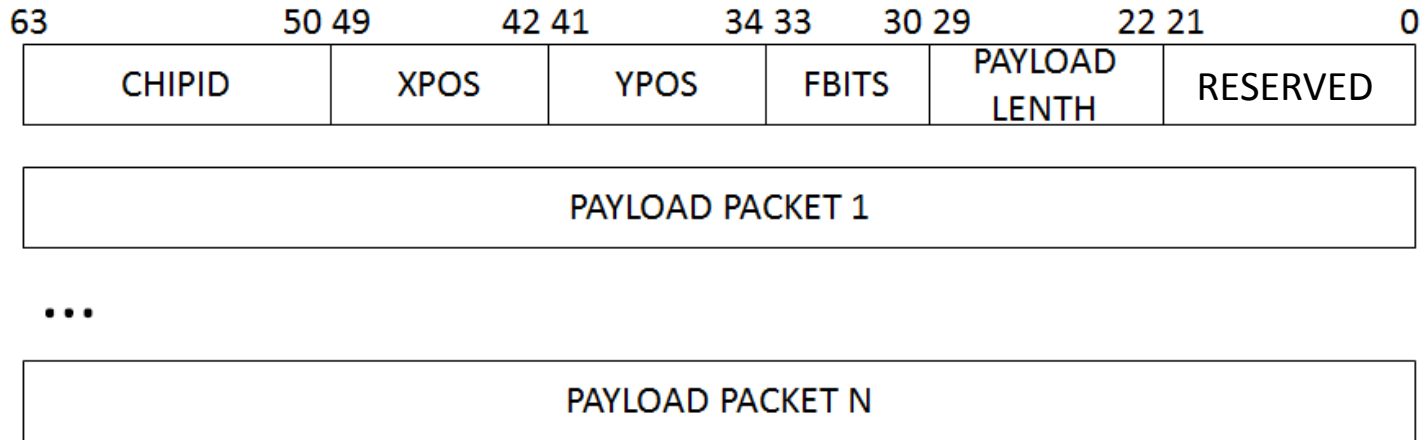 63 50 49 42 41 34 33 30 29 22 21 0
CHIPID XPOS YPOS FBITS PAYLOAD LENTH RESERVED
PAYLOAD PACKET 1
...
PAYLOAD PACKET N